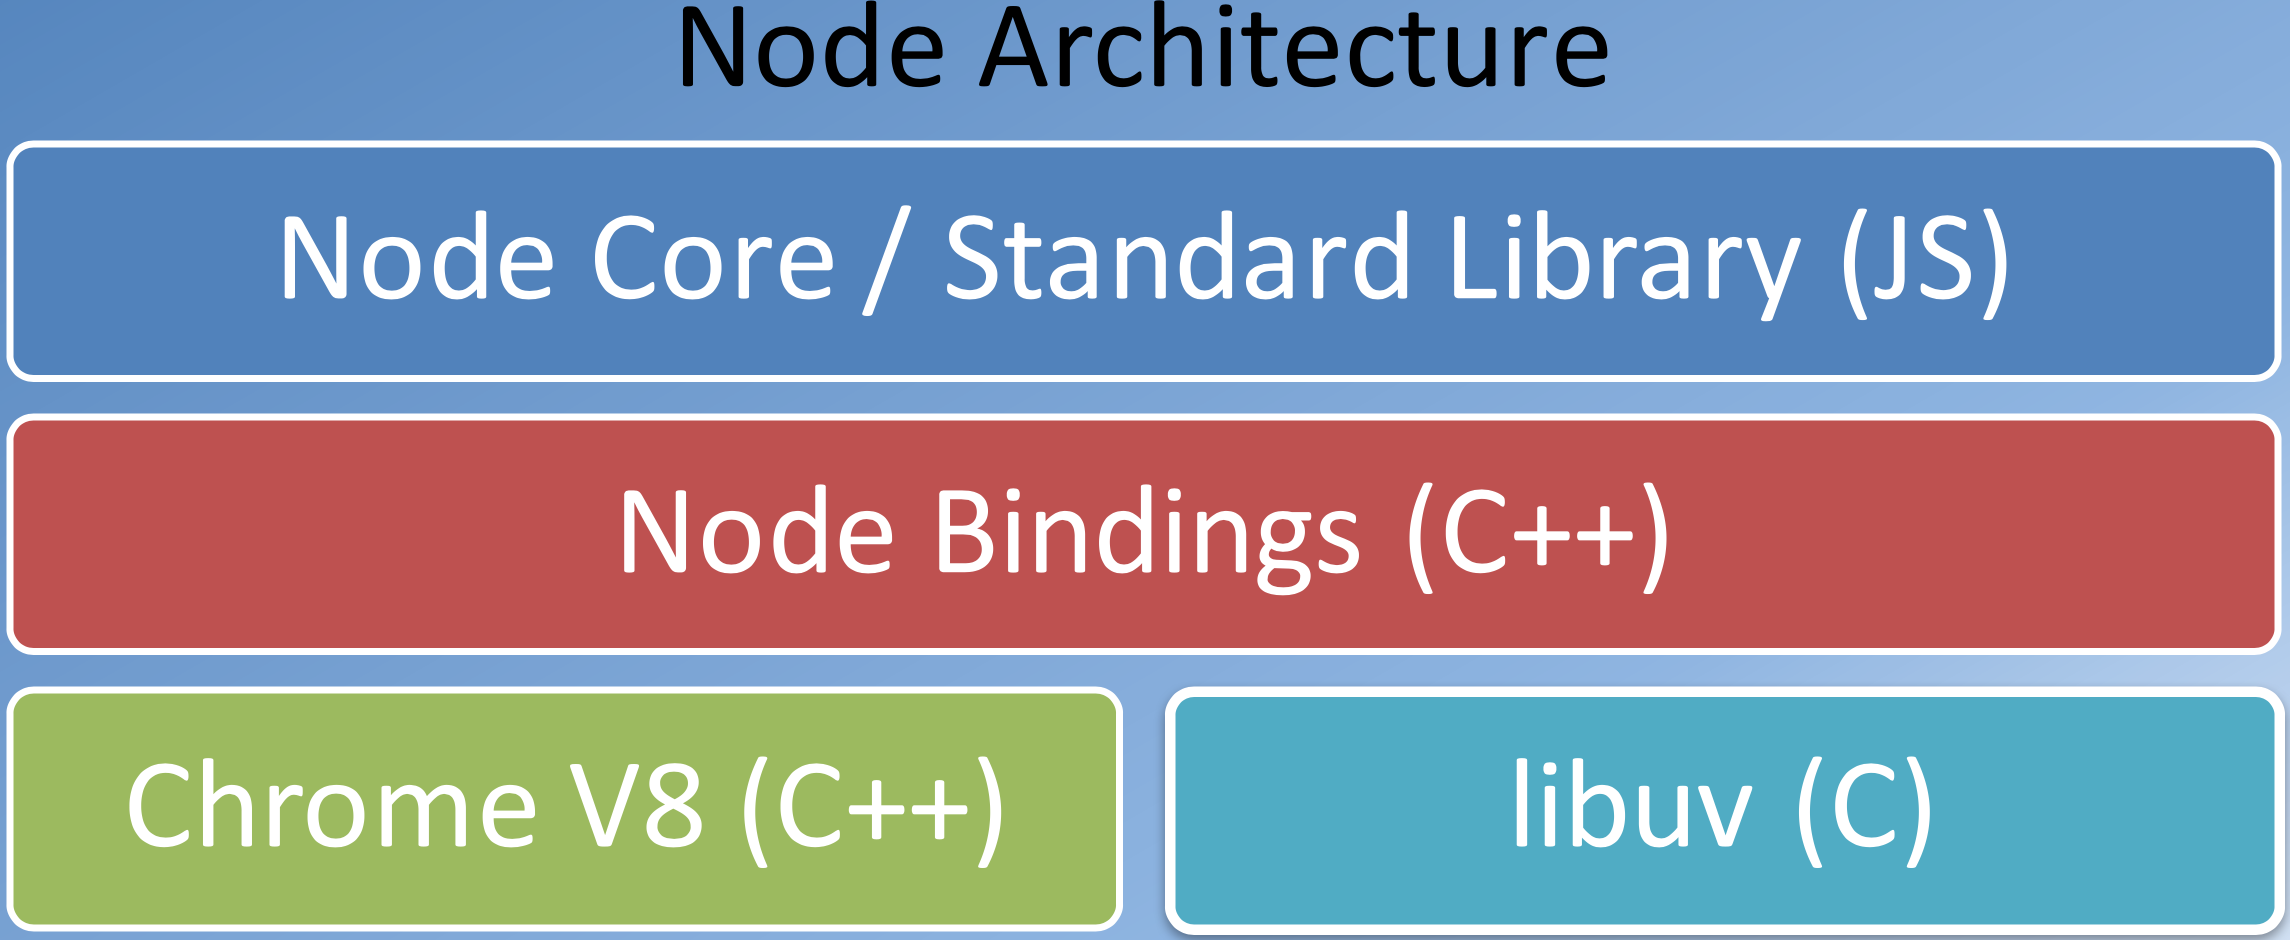 Node Architecture
Node Core / Standard Library (JS)
Node Bindings (C++)
Chrome V8 (C++)
libuv (C)